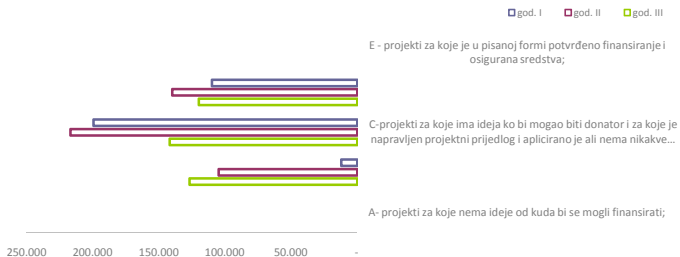 god. I god. II god. III
E - projekti za koje je u pisanoj formi potvrđeno finansiranje i
osigurana sredstva;
C-projekti za koje ima ideja ko bi mogao biti donator i za koje je
napravljen projektni prijedlog i aplicirano je ali nema nikakve...
A- projekti za koje nema ideje od kuda bi se mogli finansirati;
250.000 200.000 150.000 100.000 50.000 -